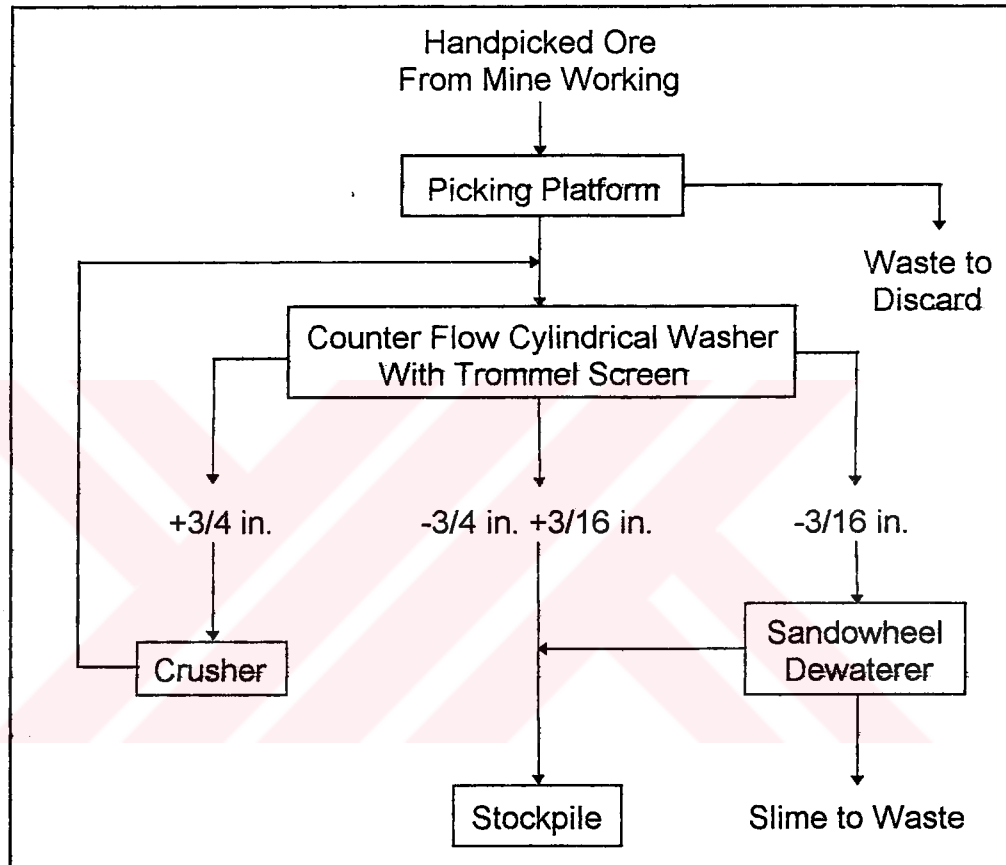 Handpicked Ore
From Mine Working
Picking Platform
Waste to
Discard
Counter Flow Cylindrical Washer
With Trommel Screen
+3/4 in.
-3/4 in. +3/16 in.
-3/16 in.
Crusher
Sandowheel
Dewaterer
Stockpile
Slime to Waste